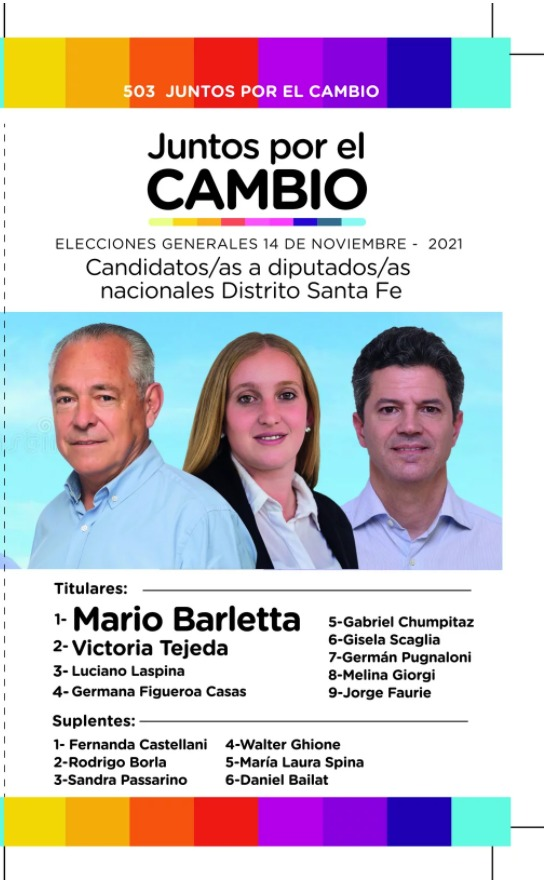 503 JUNTOS POR EL CAMBIO
Juntos por el
CAMBIO
ELECCIONES GENERALES 14 DE NOVIEMBRE - 2021
Candidatos/as a diputados/as
nacionales Distrito Santa Fe
Titulares:
1- Mario Barletta
2- Victoria Tejeda
3- Luciano Laspina
4- Germana Figueroa Casas
5-Gabriel Chumpitaz
6-Gisela Scaglia
7-Germán Pugnaloni
8-Melina Giorgi
9-Jorge Faurie
Suplentes:
1- Fernanda Castellani
2-Rodrigo Borla
3-Sandra Passarino
4-Walter Ghione
5-María Laura Spina
6-Daniel Bailat